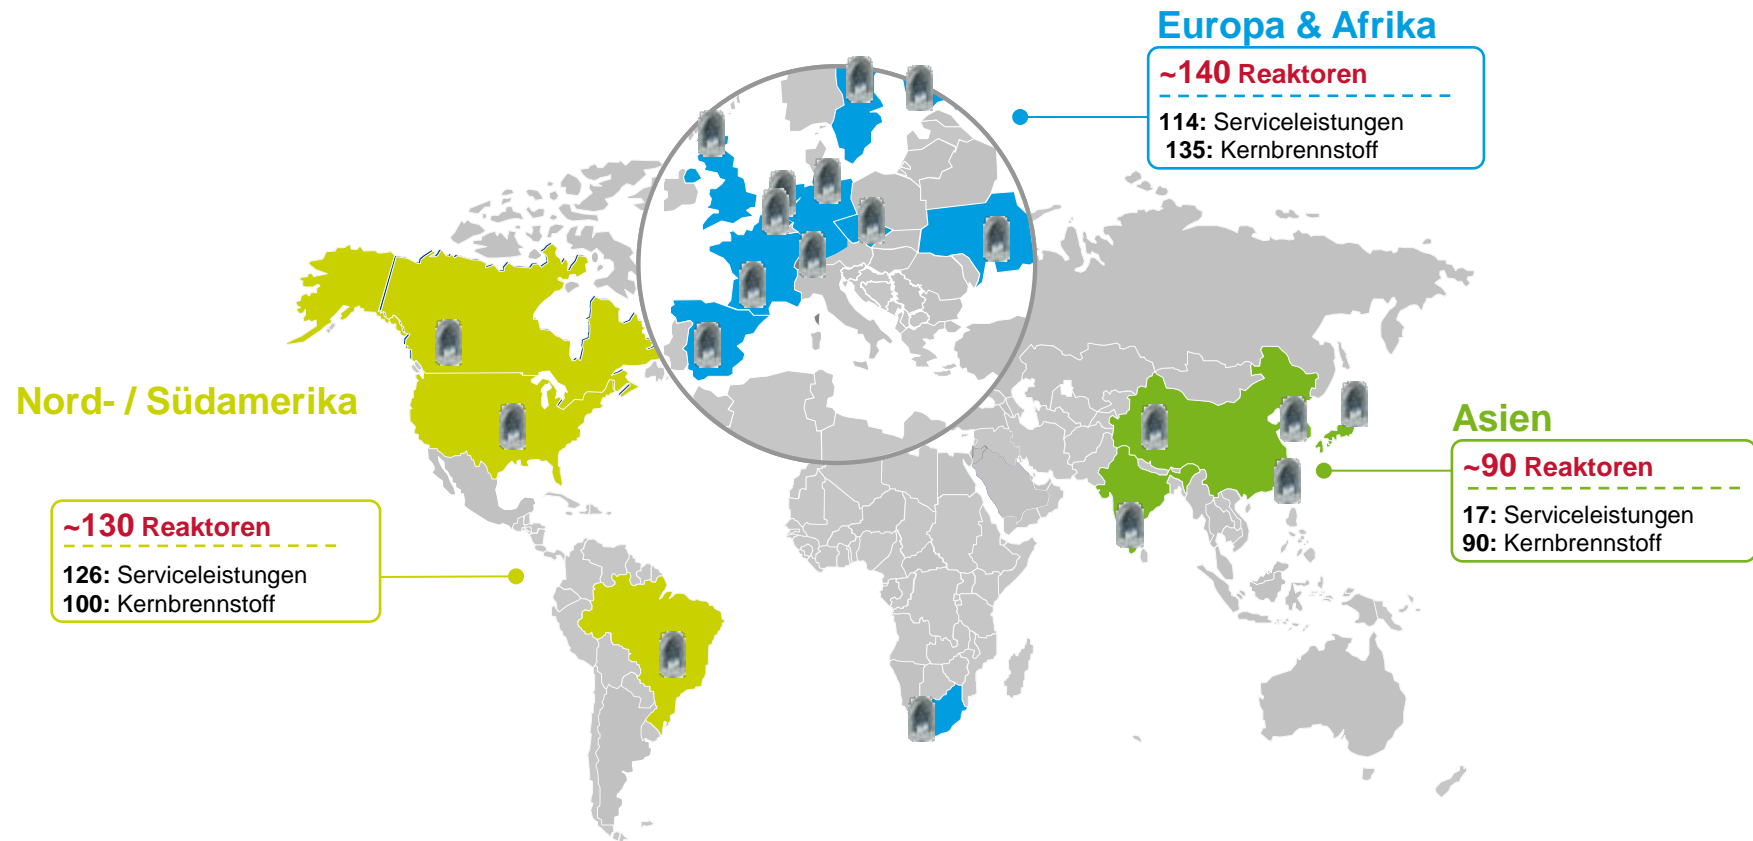 Europa & Afrika
~140 Reaktoren
114: Serviceleistungen
135: Kernbrennstoff
Nord- / Südamerika
~130 Reaktoren
126: Serviceleistungen
100: Kernbrennstoff
Asien
~90 Reaktoren
17: Serviceleistungen
90: Kernbrennstoff